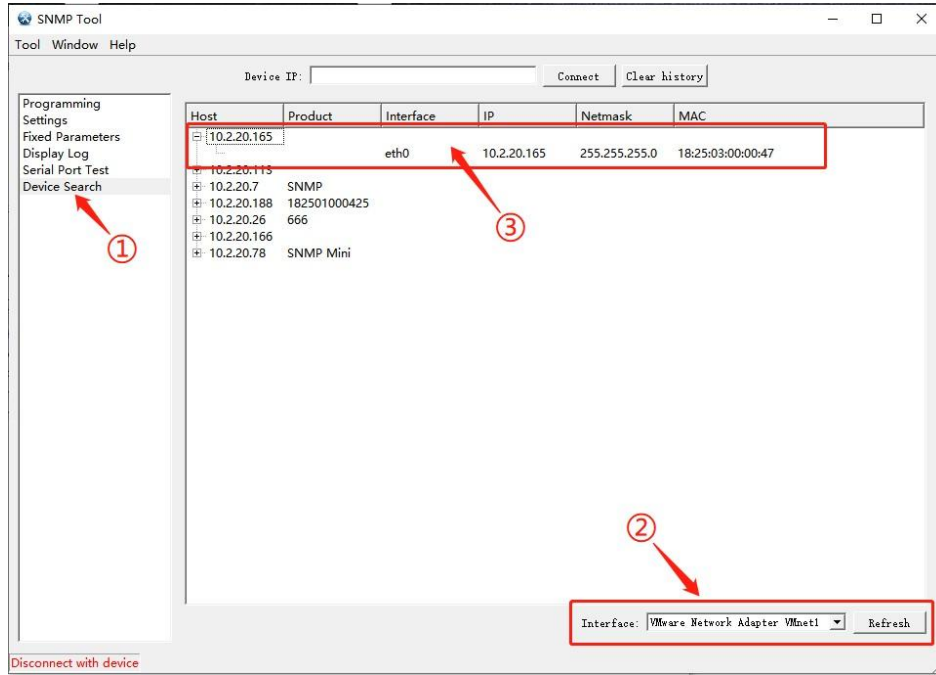 SNMP Tool
Tool Window Help
Device IP: Connect Clear history
Programming
Settings
Fixed Parameters
Display Log
Serial Port Test
Device Search
Host Product Interface IP Netmask MAC
10.2.20.165
eth0 10.2.20.165 255.255.255.0 18:25:03:00:00:47
10.2.20.113
10.2.20.7 SNMP
10.2.20.188 182501000425
10.2.20.26 666
10.2.20.166
10.2.20.78 SNMP Mini
①
③
②
Interface: VMware Network Adapter VMnet1 Refresh
Disconnect with device